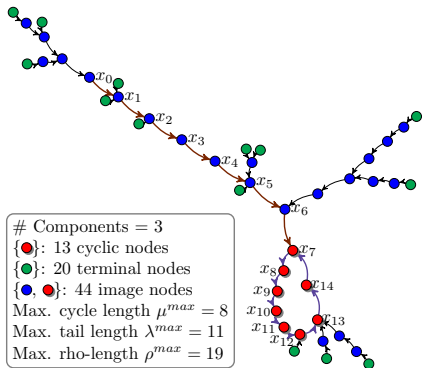 x₀
x₁
x₂
x₃
x₄
x₅
x₆
x₇
x₈
x₉
x₁₀
x₁₁
x₁₂
x₁₃
x₁₄
# Components = 3
{●}: 13 cyclic nodes
{●}: 20 terminal nodes
{●, ●}: 44 image nodes
Max. cycle length μᵐᵃˣ = 8
Max. tail length λᵐᵃˣ = 11
Max. rho-length ρᵐᵃˣ = 19